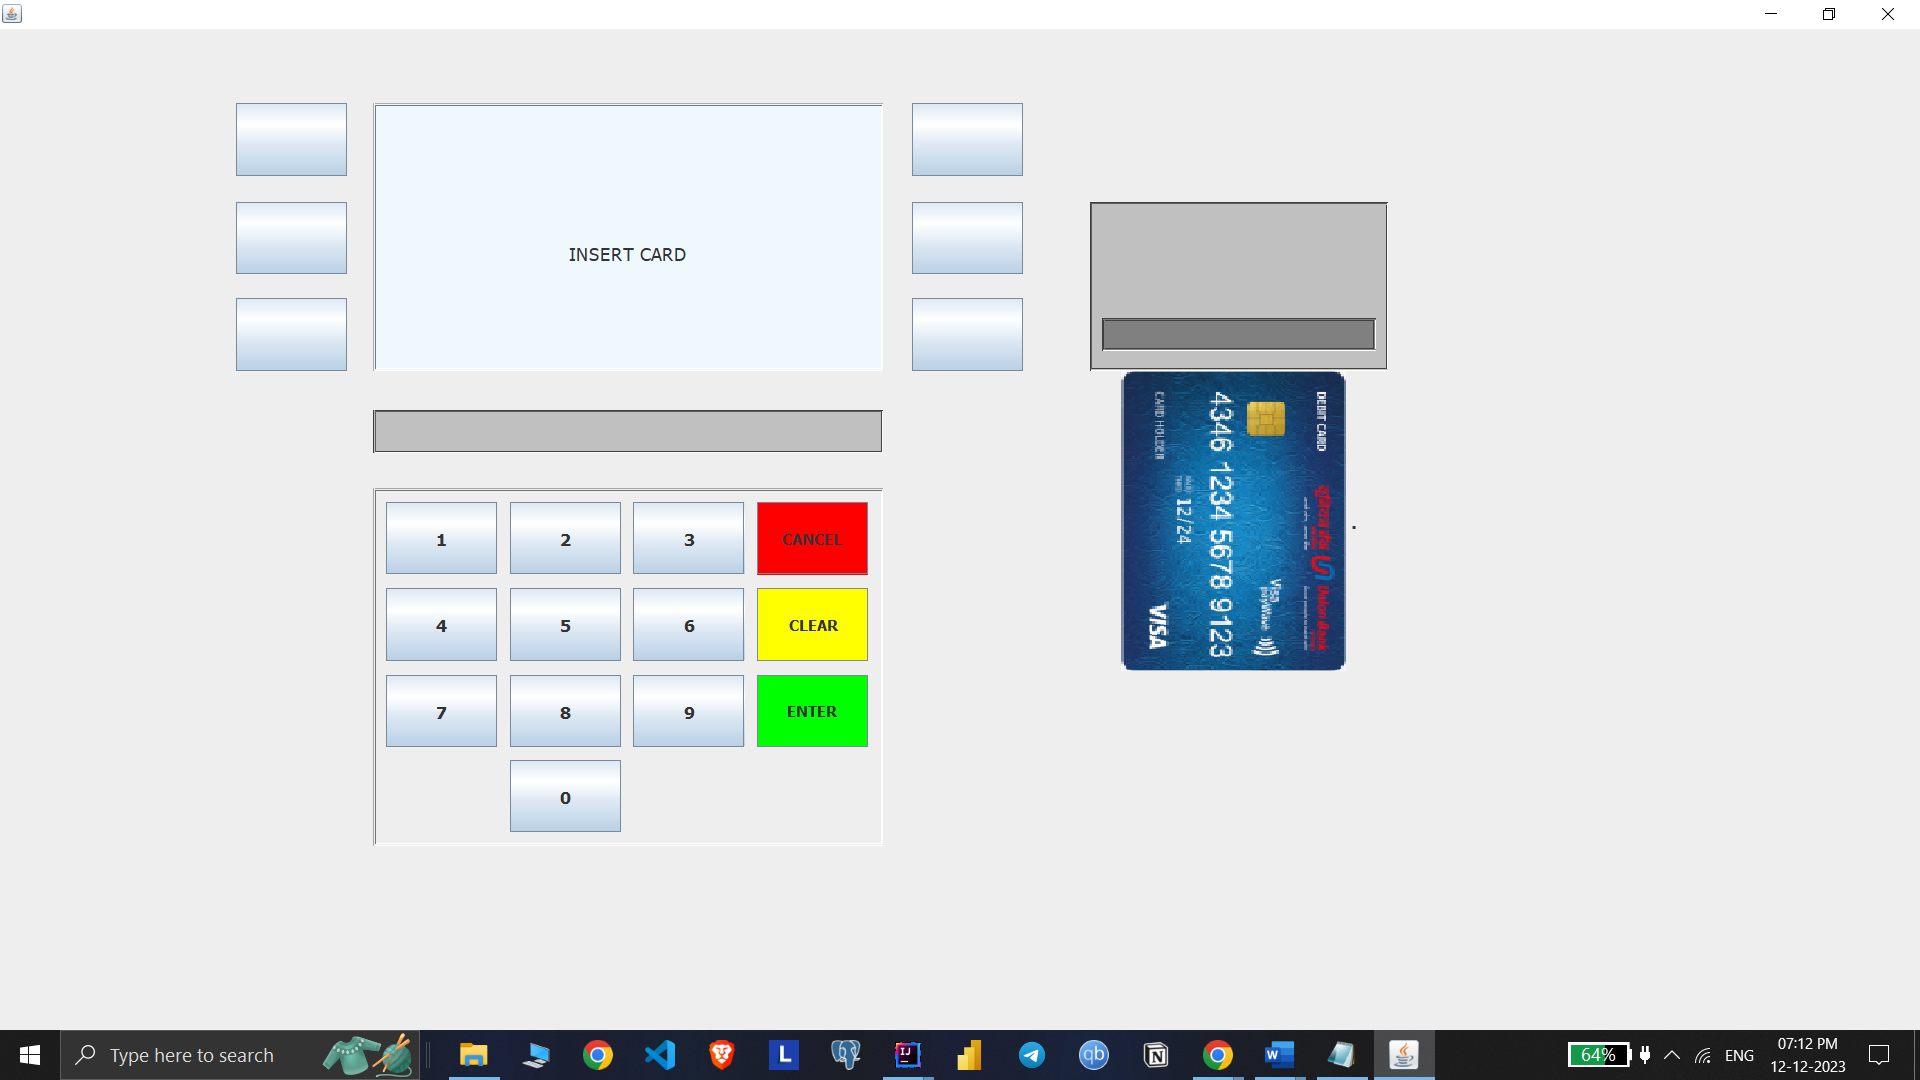 INSERT CARD
1 2 3 CANCEL
4 5 6 CLEAR
7 8 9 ENTER
0
DEBIT CARD
Union Bank
4346 1234 5678 9123
12/24
CARD HOLDER
VISA
Type here to search
64%
ENG
07:12 PM
12-12-2023